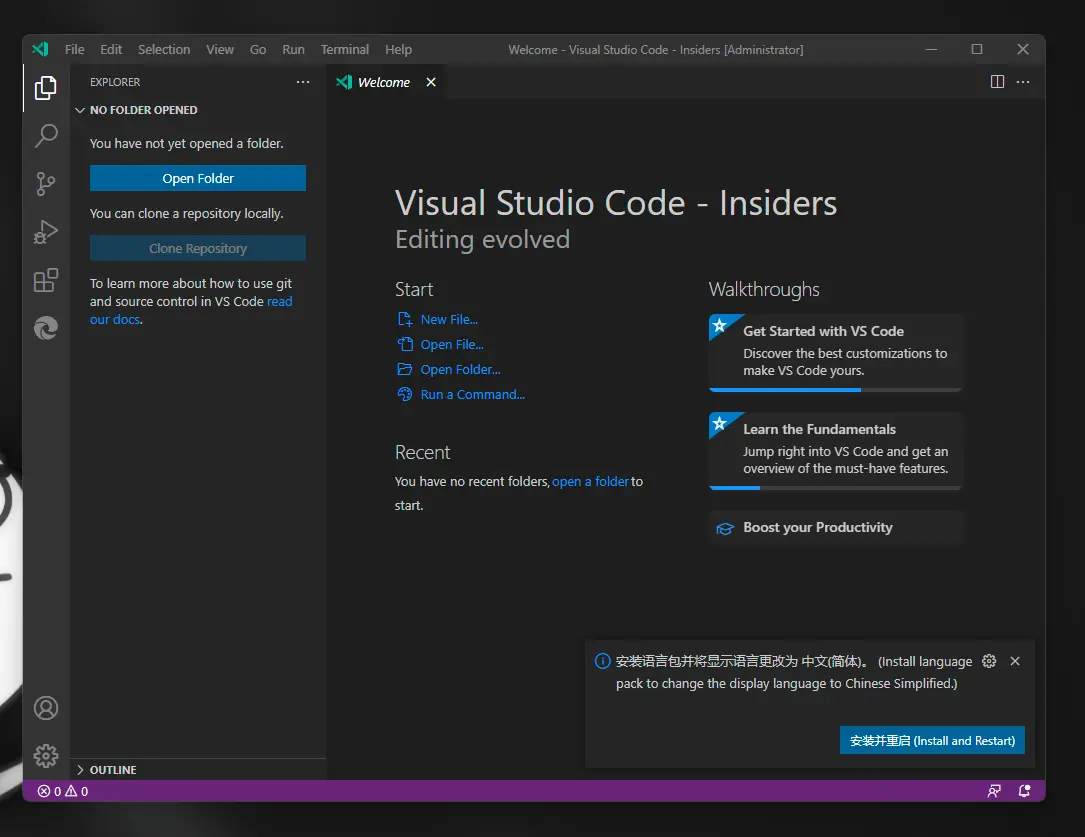 File Edit Selection View Go Run Terminal Help Welcome - Visual Studio Code - Insiders [Administrator]
EXPLORER
Welcome
NO FOLDER OPENED
You have not yet opened a folder.
Open Folder
You can clone a repository locally.
Clone Repository
To learn more about how to use git
and source control in VS Code read
our docs.
Visual Studio Code - Insiders
Editing evolved
Start
New File...
Open File...
Open Folder...
Run a Command...
Recent
You have no recent folders, open a folder to
start.
Walkthroughs
Get Started with VS Code
Discover the best customizations to
make VS Code yours.
Learn the Fundamentals
Jump right into VS Code and get an
overview of the must-have features.
Boost your Productivity
安装语言包并将显示语言更改为 中文(简体)。 (Install language
pack to change the display language to Chinese Simplified.)
安装并重启 (Install and Restart)
OUTLINE
0 0